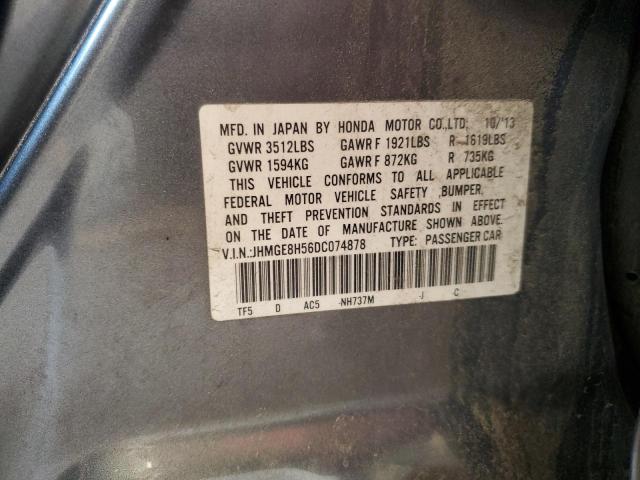 MFD. IN JAPAN BY HONDA MOTOR CO.,LTD. 10/'13
GVWR 3512LBS GAWR F 1921LBS R 1619LBS
GVWR 1594KG GAWR F 872KG R 735KG
THIS VEHICLE CONFORMS TO ALL APPLICABLE
FEDERAL MOTOR VEHICLE SAFETY ,BUMPER,
AND THEFT PREVENTION STANDARDS IN EFFECT
ON THE DATE OF MANUFACTURE SHOWN ABOVE.
V.I.N.:JHMGE8H56DC074878 TYPE: PASSENGER CAR
TF5 D AC5 -NH737M -J -C -